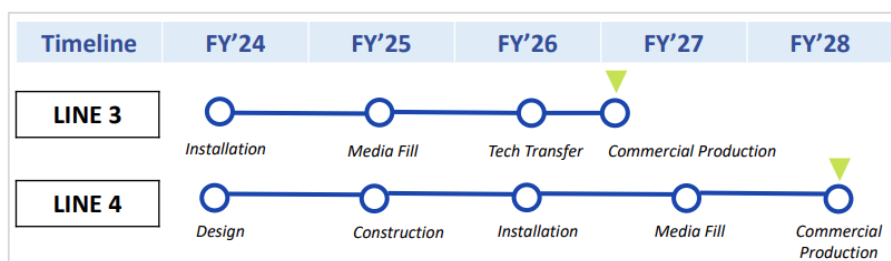 Timeline FY'24 FY'25 FY'26 FY'27 FY'28
LINE 3
Installation Media Fill Tech Transfer Commercial Production
LINE 4
Design Construction Installation Media Fill Commercial
Production